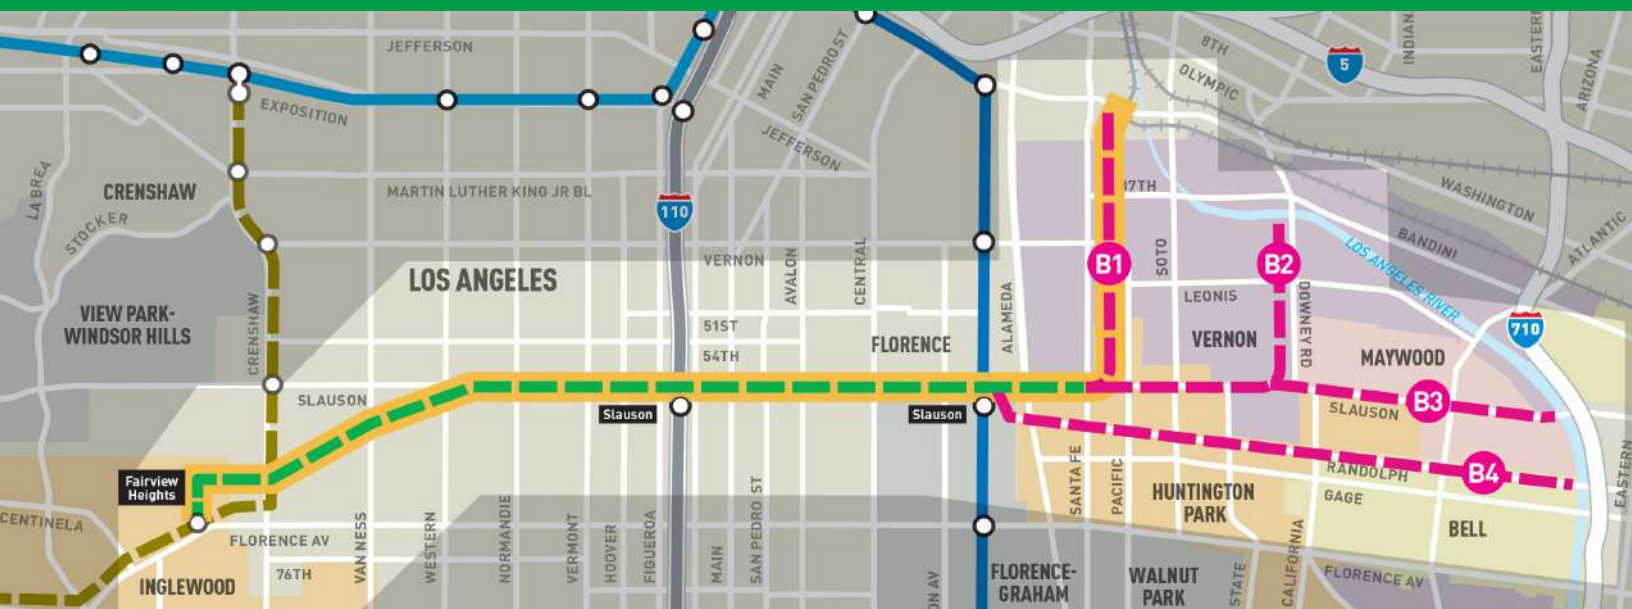 JEFFERSON
MAIN
SAN PEDRO ST
8TH
5
INDIAN
EASTERN
OLYMPIC
ARIZONA
EXPOSITION
JEFFERSON
LA BREA
CRENSHAW
MARTIN LUTHER KING JR BL
37TH
WASHINGTON
STOCKER
110
BANDINI
ATLANTIC
LOS ANGELES
VERNON
AVALON
CENTRAL
B1
SOTO
B2
LOS ANGELES RIVER
VIEW PARK-
WINDSOR HILLS
CRENSHAW
51ST
54TH
FLORENCE
ALAMEDA
LEONIS
VERNON
DOWNEY RD
MAYWOOD
710
SLAUSON
Slauson
Slauson
SLAUSON
B3
Fairview
Heights
SANTA FE
PACIFIC
RANDOLPH
B4
EASTERN
CENTINELA
HUNTINGTON
PARK
GAGE
BELL
FLORENCE AV
VAN NESS
WESTERN
NORMANDIE
VERMONT
HOOVER
FIGUEROA
MAIN
SAN PEDRO ST
INGLEWOOD
76TH
ON AV
FLORENCE-
GRAHAM
WALNUT
PARK
STATE
CALIFORNIA
FLORENCE AV